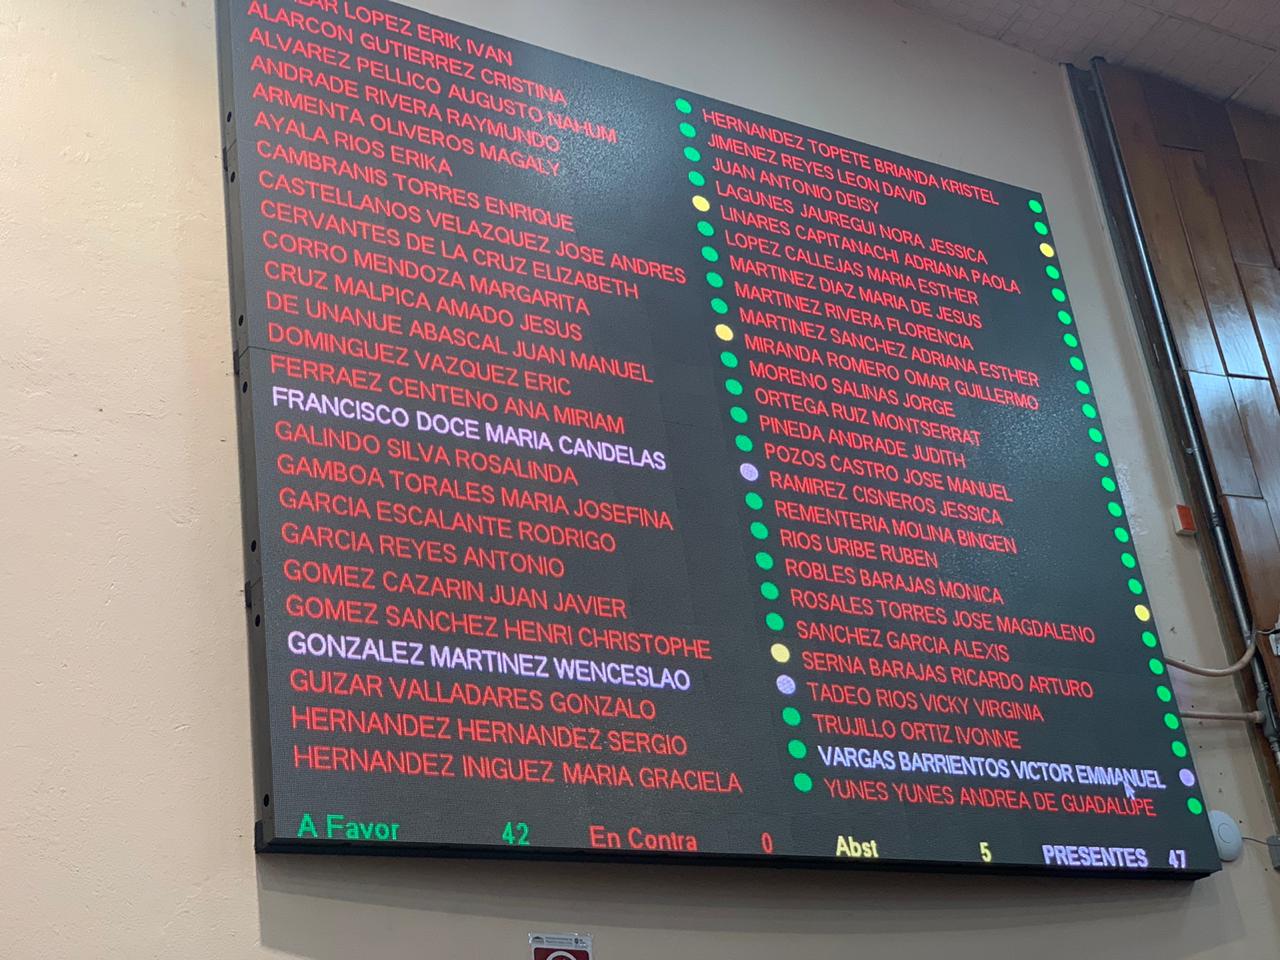 LOPEZ ERIK IVAN
ALARCON GUTIERREZ CRISTINA
ALVAREZ PELLICO AUGUSTO NAHUM
ANDRADE RIVERA RAYMUNDO
ARMENTA OLIVEROS MAGALY
AYALA RIOS ERIKA
CAMBRANIS TORRES ENRIQUE
CASTELLANOS VELAZQUEZ JOSE ANDRES
CERVANTES DE LA CRUZ ELIZABETH
CORRO MENDOZA MARGARITA
CRUZ MALPICA AMADO JESUS
DE UNANUE ABASCAL JUAN MANUEL
DOMINGUEZ VAZQUEZ ERIC
FERRAEZ CENTENO ANA MIRIAM
FRANCISCO DOCE MARIA CANDELAS
GALINDO SILVA ROSALINDA
GAMBOA TORALES MARIA JOSEFINA
GARCIA ESCALANTE RODRIGO
GARCIA REYES ANTONIO
GOMEZ CAZARIN JUAN JAVIER
GOMEZ SANCHEZ HENRI CHRISTOPHE
GONZALEZ MARTINEZ WENCESLAO
GUIZAR VALLADARES GONZALO
HERNANDEZ HERNANDEZ SERGIO
HERNANDEZ INIGUEZ MARIA GRACIELA
HERNANDEZ TOPETE BRIANDA KRISTEL
JIMENEZ REYES LEON DAVID
JUAN ANTONIO DEISY
LAGUNES JAUREGUI NORA JESSICA
LINARES CAPITANACHI ADRIANA PAOLA
LOPEZ CALLEJAS MARIA ESTHER
MARTINEZ DIAZ MARIA DE JESUS
MARTINEZ RIVERA FLORENCIA
MARTINEZ SANCHEZ ADRIANA ESTHER
MIRANDA ROMERO OMAR GUILLERMO
MORENO SALINAS JORGE
ORTEGA RUIZ MONTSERRAT
PINEDA ANDRADE JUDITH
POZOS CASTRO JOSE MANUEL
RAMIREZ CISNEROS JESSICA
REMENTERIA MOLINA BINGEN
RIOS URIBE RUBEN
ROBLES BARAJAS MONICA
ROSALES TORRES JOSE MAGDALENO
SANCHEZ GARCIA ALEXIS
SERNA BARAJAS RICARDO ARTURO
TADEO RIOS VICKY VIRGINIA
TRUJILLO ORTIZ IVONNE
VARGAS BARRIENTOS VICTOR EMMANUEL
YUNES YUNES ANDREA DE GUADALUPE
A Favor 42 En Contra 0 Abst 5 PRESENTES 47